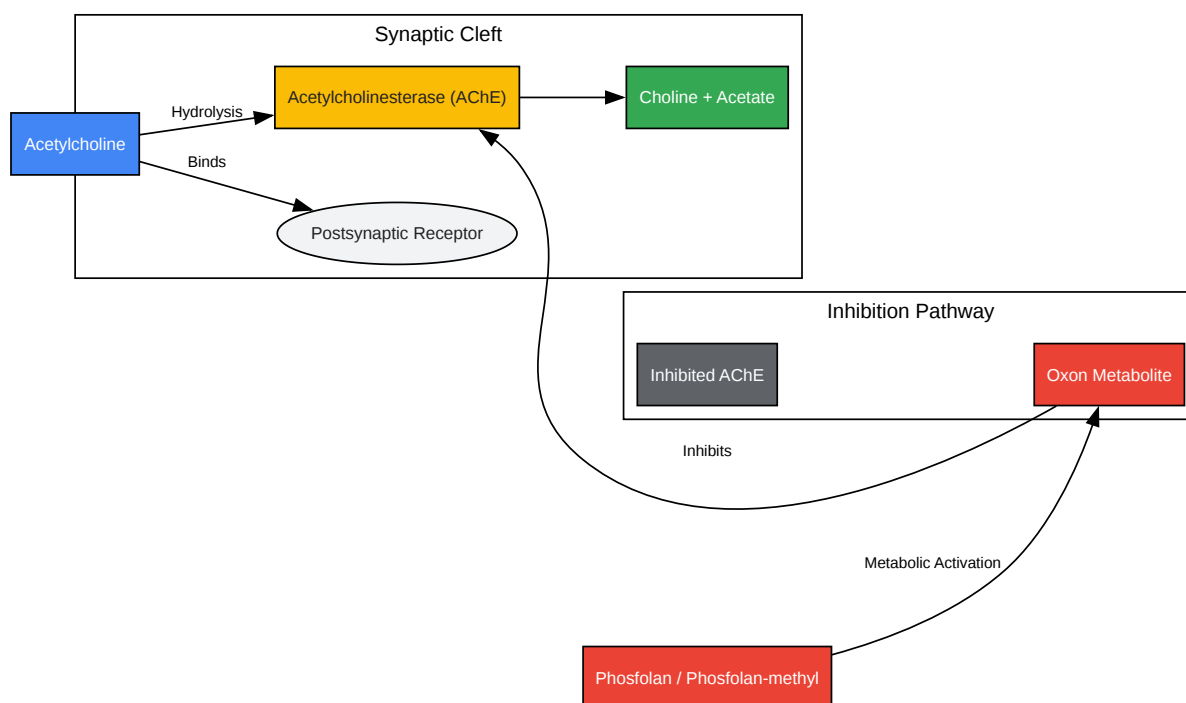 Synaptic Cleft
Acetylcholinesterase (AChE)
Choline + Acetate
Hydrolysis
Acetylcholine
Binds
Postsynaptic Receptor
Inhibition Pathway
Inhibited AChE
Oxon Metabolite
Inhibits
Metabolic Activation
Phosfolan / Phosfolan-methyl